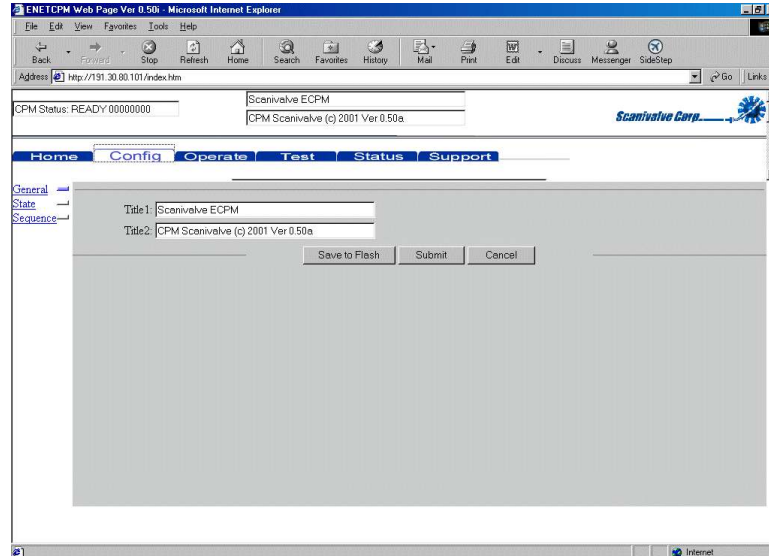 ENETCPM Web Page Ver 0.50i - Microsoft Internet Explorer
File Edit View Favorites Tools Help
Back Forward Stop Refresh Home Search Favorites History Mail Print Edit Discuss Messenger SideStep
Address http://191.30.80.101/index.htm Go Links
CPM Status: READY 00000000
Scanivalve ECPM
CPM Scanivalve (c) 2001 Ver 0.50a
Scanivalve Corp.
Home Config Operate Test Status Support
General
State
Sequence
Title1: Scanivalve ECPM
Title2: CPM Scanivalve (c) 2001 Ver 0.50a
Save to Flash Submit Cancel
Internet